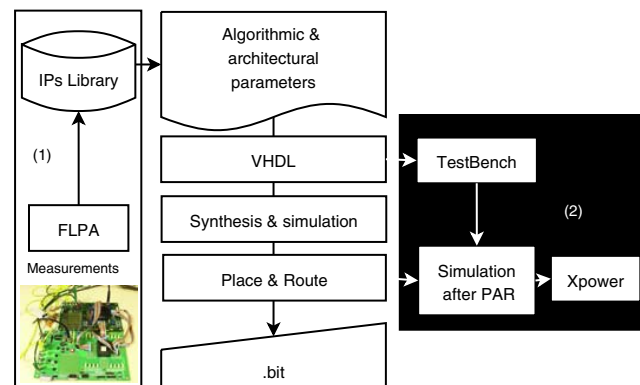 IPs Library
(1)
FLPA
Measurements
Algorithmic &
architectural
parameters
VHDL
Synthesis & simulation
Place & Route
.bit
TestBench
(2)
Simulation
after PAR
Xpower